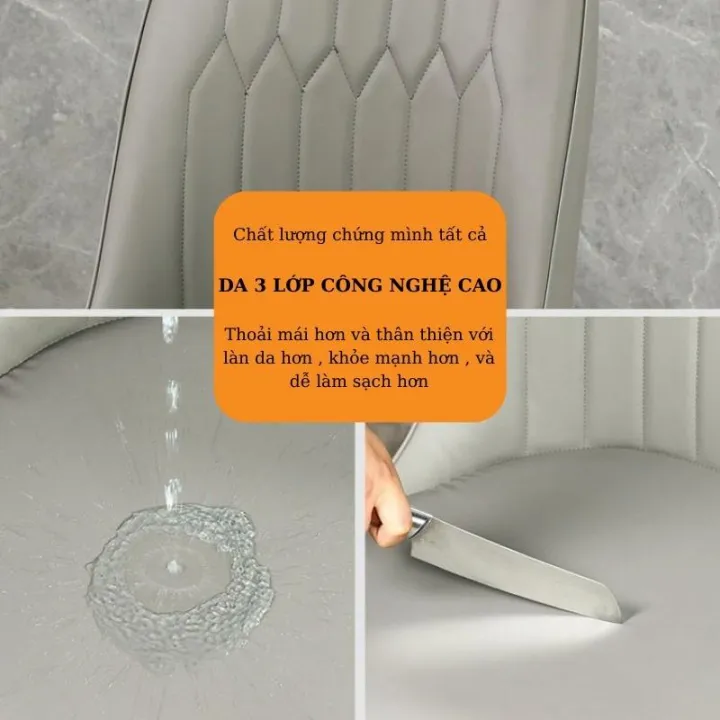 Chất lượng chứng minh tất cả
DA 3 LỚP CÔNG NGHỆ CAO
Thoải mái hơn và thân thiện với
làn da hơn , khỏe mạnh hơn , và
dễ làm sạch hơn